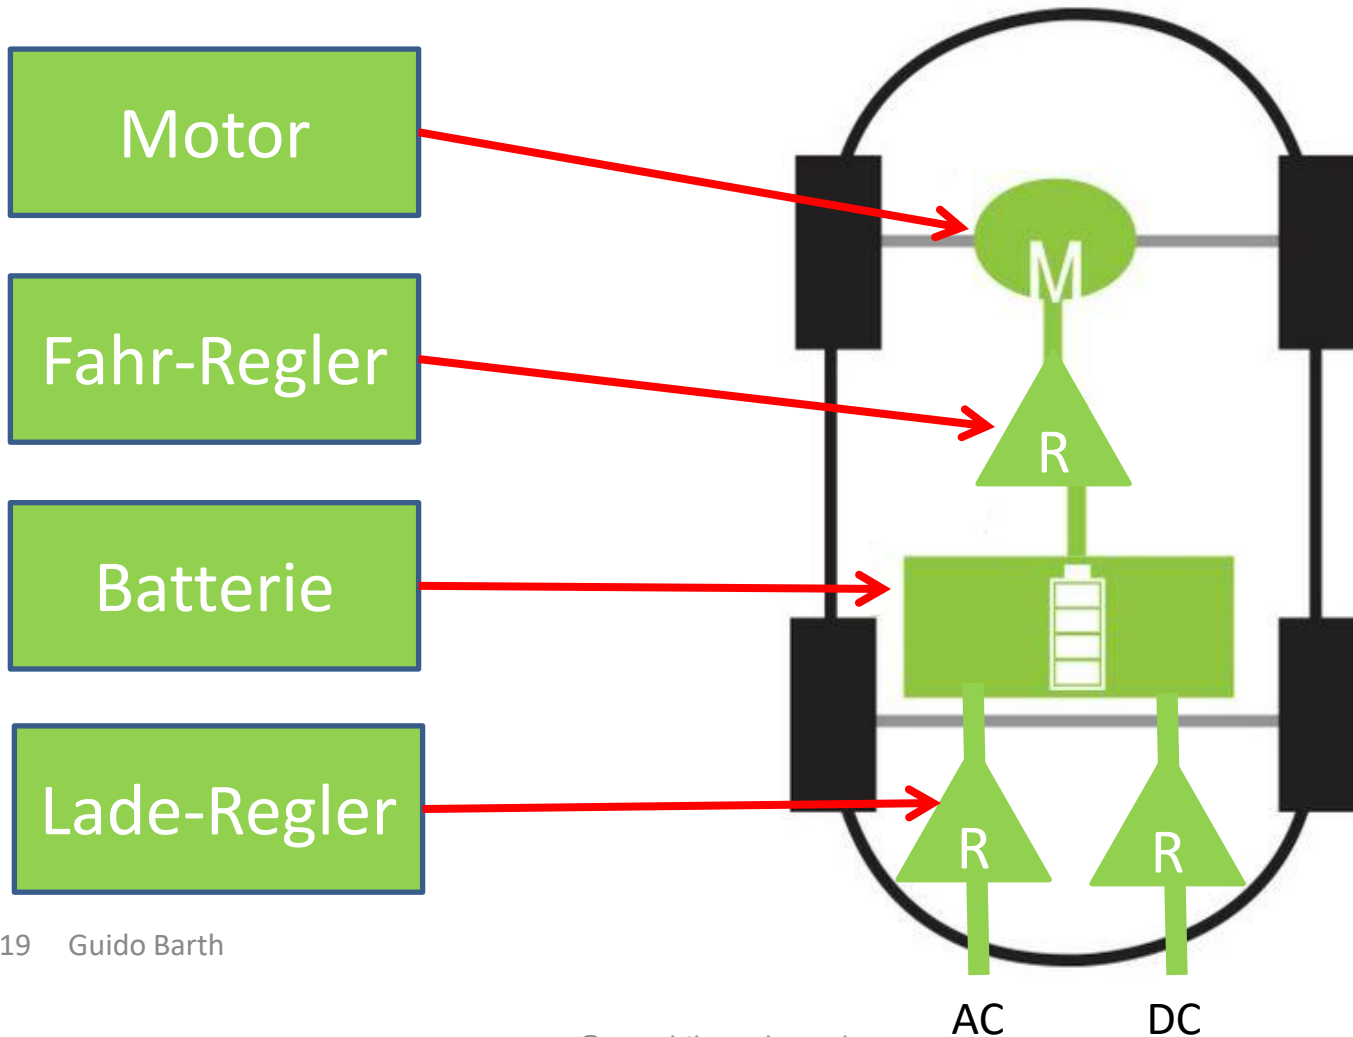 Motor
M
Fahr-Regler
R
Batterie
Lade-Regler
R
R
19 Guido Barth
AC
DC